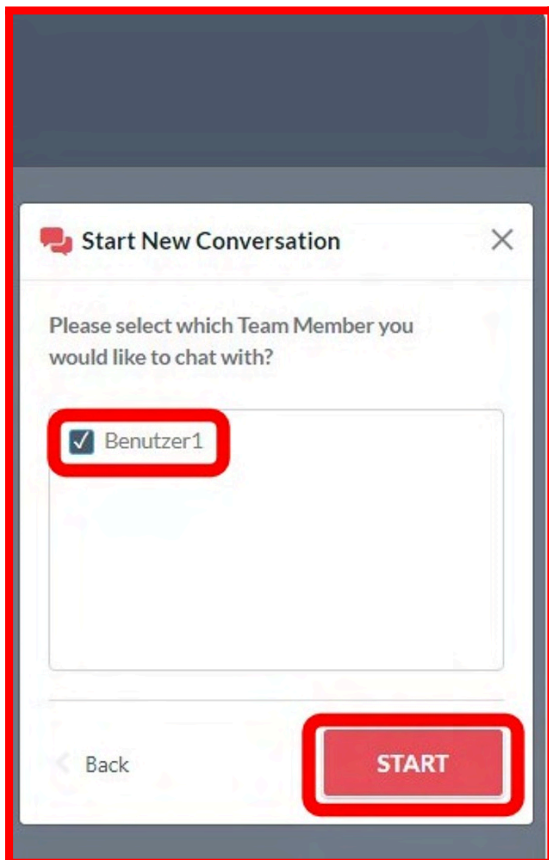 Start New Conversation
Please select which Team Member you
would like to chat with?
Benutzer1
Back
START